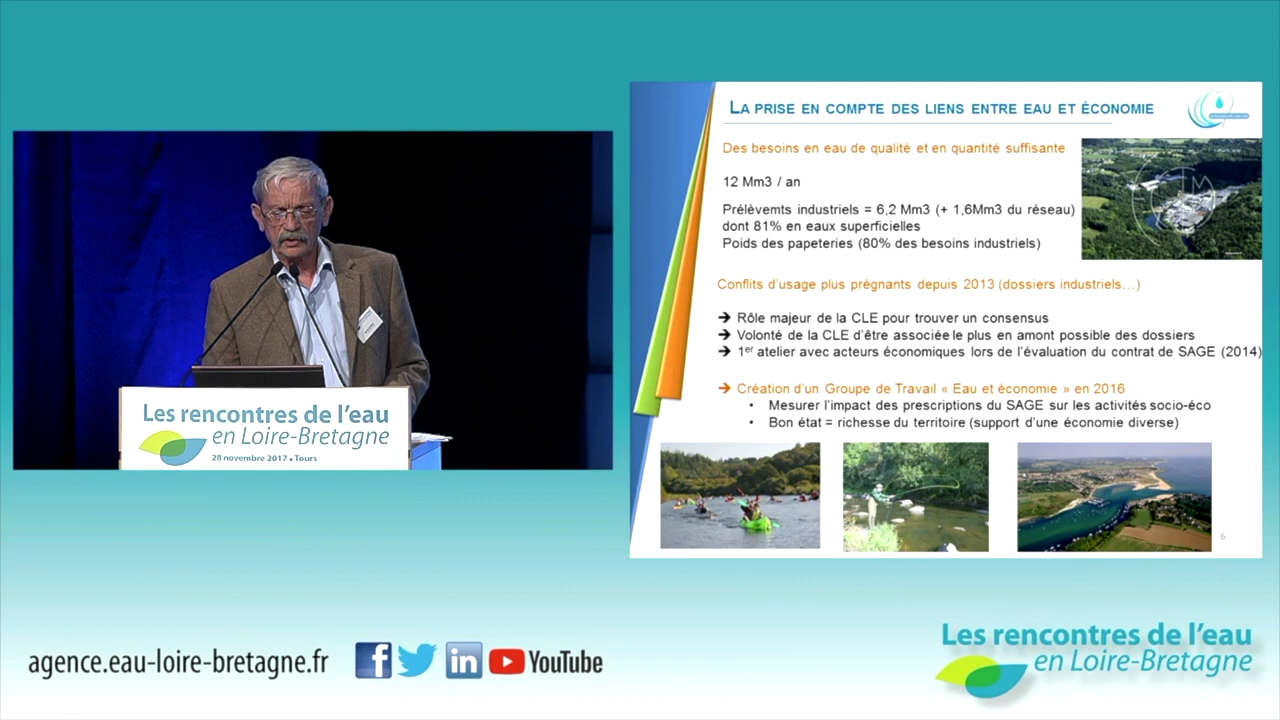 LA PRISE EN COMPTE DES LIENS ENTRE EAU ET ÉCONOMIE
Des besoins en eau de qualité et en quantité suffisante
12 Mm3 / an
Prélèvemts industriels = 6,2 Mm3 (+ 1,6Mm3 du réseau)
dont 81% en eaux superficielles
Poids des papeteries (80% des besoins industriels)
Conflits d'usage plus prégnants depuis 2013 (dossiers industriels…)
➔ Rôle majeur de la CLE pour trouver un consensus
➔ Volonté de la CLE d'être associée le plus en amont possible des dossiers
➔ 1er atelier avec acteurs économiques lors de l'évaluation du contrat de SAGE (2014)
➔ Création d'un Groupe de Travail « Eau et économie » en 2016
• Mesurer l'impact des prescriptions du SAGE sur les activités socio-éco
• Bon état = richesse du territoire (support d'une économie diverse)
6
Les rencontres de l'eau
en Loire-Bretagne
28 novembre 2017 • Tours
agence.eau-loire-bretagne.fr
f
in
YouTube
Les rencontres de l'eau
en Loire-Bretagne